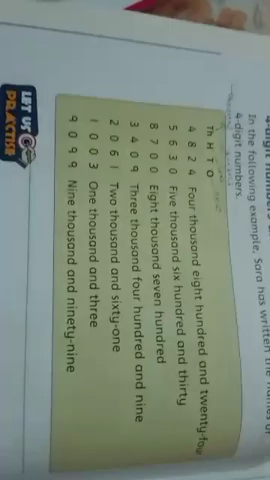 4-digit numbers
In the following example, Sara has written the names of
4-digit numbers.
Th H T O
4 8 2 4 Four thousand eight hundred and twenty-four
5 6 3 0 Five thousand six hundred and thirty
8 7 0 0 Eight thousand seven hundred
3 4 0 9 Three thousand four hundred and nine
2 0 6 1 Two thousand and sixty-one
1 0 0 3 One thousand and three
9 0 9 9 Nine thousand and ninety-nine
LET US
PRACTISE